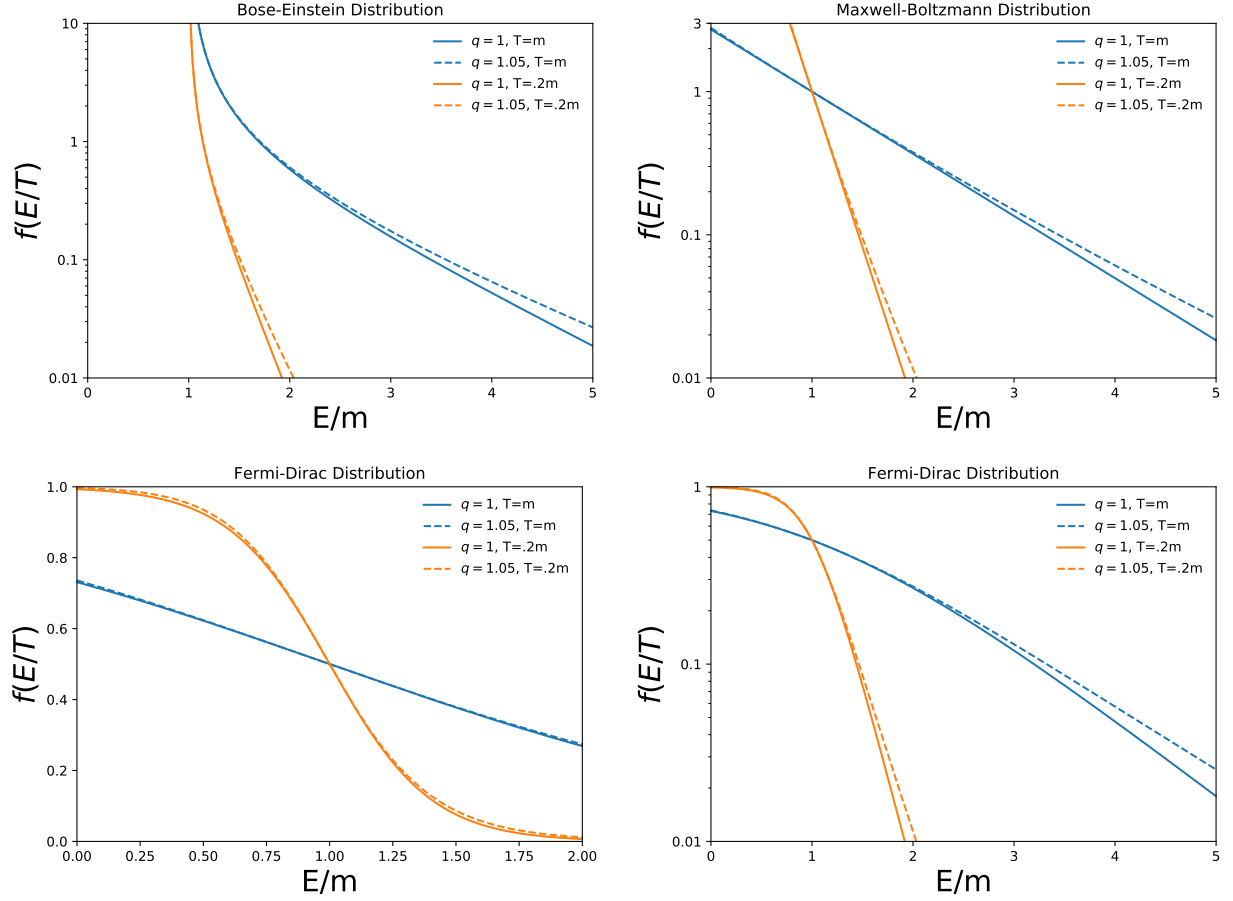 Bose-Einstein Distribution
f(E/T)
10
1
0.1
0.01
q = 1, T=m
q = 1.05, T=m
q = 1, T=.2m
q = 1.05, T=.2m
0 1 2 3 4 5
E/m
Maxwell-Boltzmann Distribution
f(E/T)
3
1
0.1
0.01
q = 1, T=m
q = 1.05, T=m
q = 1, T=.2m
q = 1.05, T=.2m
0 1 2 3 4 5
E/m
Fermi-Dirac Distribution
f(E/T)
1.0
0.8
0.6
0.4
0.2
0.0
q = 1, T=m
q = 1.05, T=m
q = 1, T=.2m
q = 1.05, T=.2m
0.00 0.25 0.50 0.75 1.00 1.25 1.50 1.75 2.00
E/m
Fermi-Dirac Distribution
f(E/T)
1
0.1
0.01
q = 1, T=m
q = 1.05, T=m
q = 1, T=.2m
q = 1.05, T=.2m
0 1 2 3 4 5
E/m